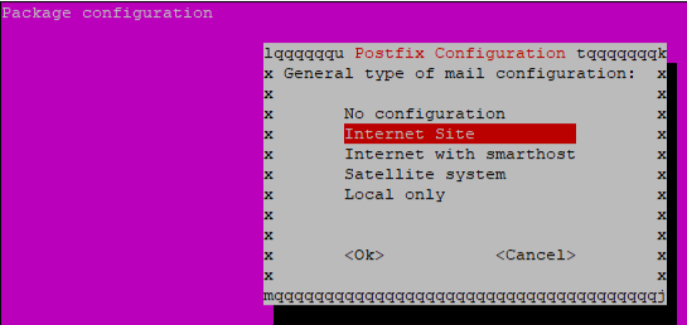 Package configuration
lqqqqqqu Postfix Configuration tqqqqqqqk
x General type of mail configuration: x
x x
x No configuration x
x Internet Site x
x Internet with smarthost x
x Satellite system x
x Local only x
x x
x x
x <Ok> <Cancel> x
x x
mqqqqqqqqqqqqqqqqqqqqqqqqqqqqqqqqqqqqqqj